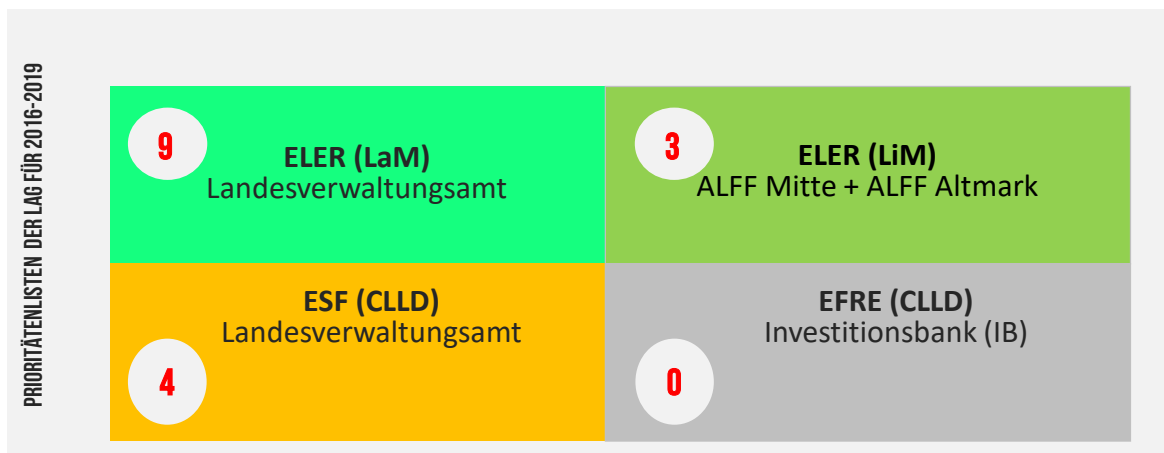 PRIORITÄTENLISTEN DER LAG FÜR 2016-2019
9
ELER (LaM)
Landesverwaltungsamt
3
ELER (LiM)
ALFF Mitte + ALFF Altmark
ESF (CLLD)
Landesverwaltungsamt
4
EFRE (CLLD)
Investitionsbank (IB)
0